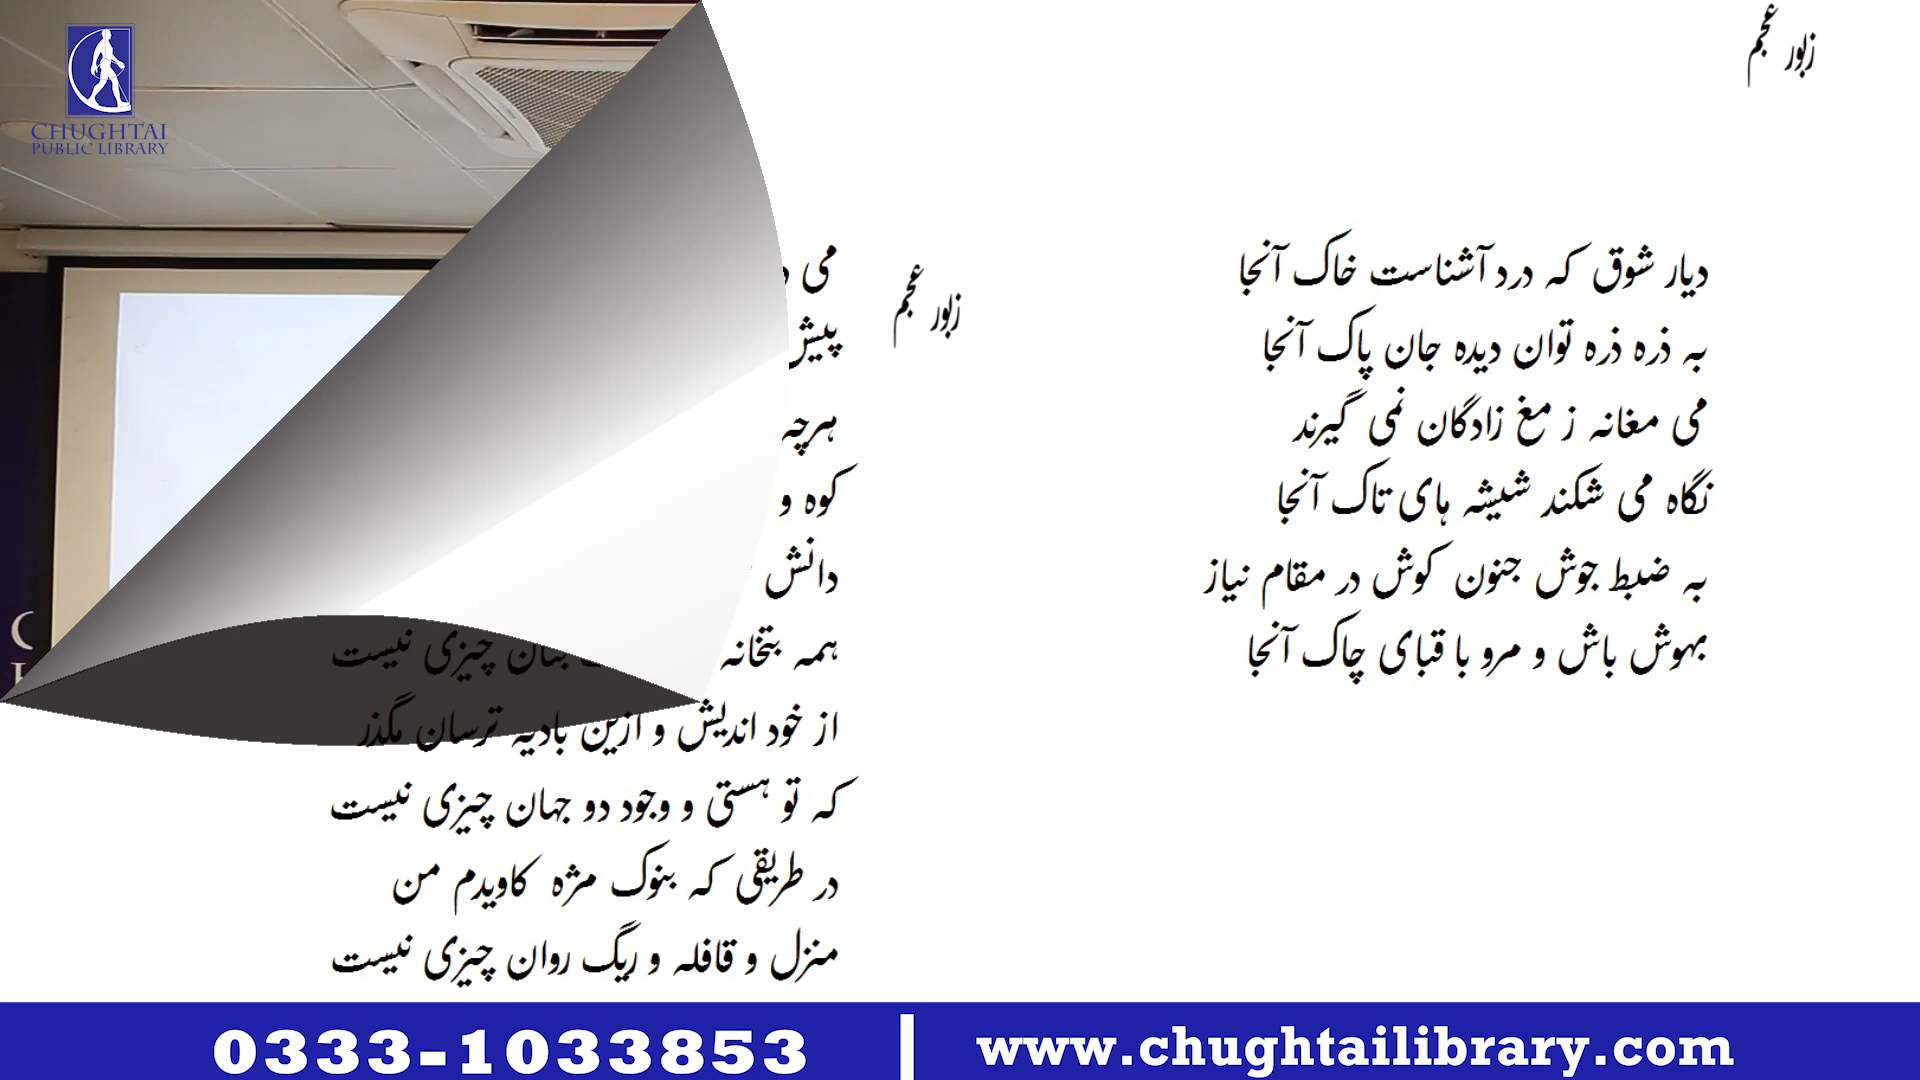 CHUGHTAI
PUBLIC LIBRARY
زبور عجم
دیار شوق که درد آشناست خاک آنجا
به ذره ذره توان دیده جان پاک آنجا
می مغانه ز مغ زادگان نمی گیرند
نگاه می شکند شیشه های تاک آنجا
به ضبط جوش جنون کوش در مقام نیاز
بهوش باش و مرو با قبای چاک آنجا
زبور عجم
می
پیش
هرچه
کوه و
دانش
همه بتخانه چیزی نیست
از خود اندیش و ازین بادیه ترسان مگذر
که تو هستی و وجود دو جهان چیزی نیست
در طریقی که بنوک مژه کاویدم من
منزل و قافله و ریگ روان چیزی نیست
0333-1033853
www.chughtailibrary.com